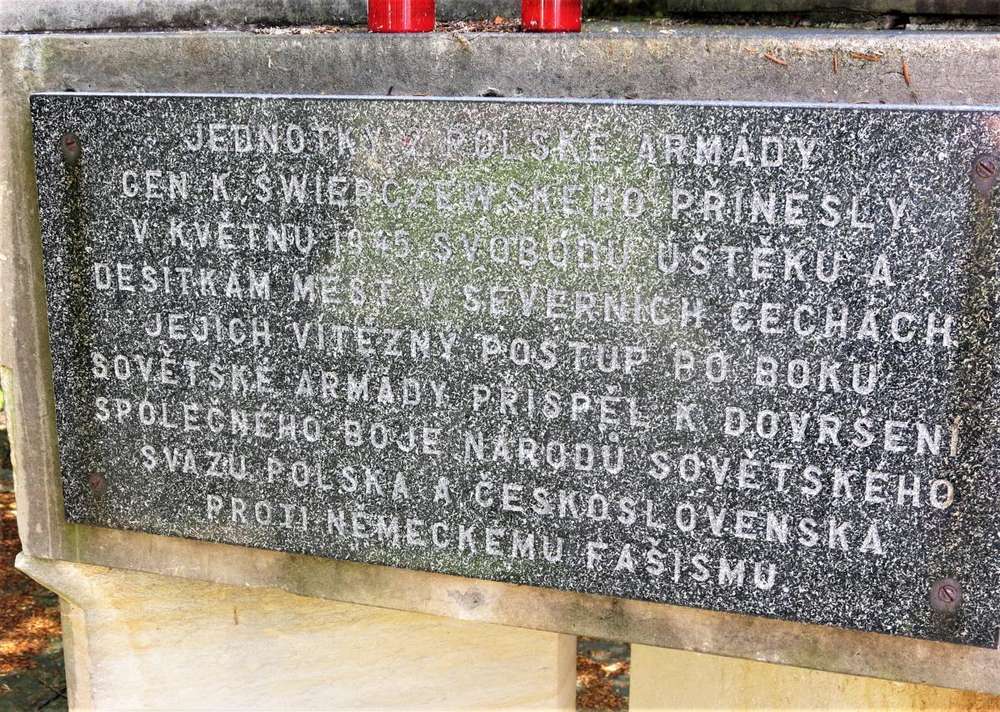 JEDNOTKY 2 POLSKÉ ARMÁDY
GEN K. ŚWIERCZEWSKÉHO PŘINESLY
V KVĚTNU 1945 SVOBODU ÚŠTĚKU A
DESÍTKÁM MĚST V SEVERNÍCH ČECHÁCH
JEJICH VÍTĚZNÝ POSTUP PO BOKU
SOVĚTSKÉ ARMÁDY PŘISPĚL K DOVRŠENÍ
SPOLEČNÉHO BOJE NÁRODŮ SOVĚTSKÉHO
SVAZU POLSKA A ČESKOSLOVENSKA
PROTI NĚMECKÉMU FAŠISMU